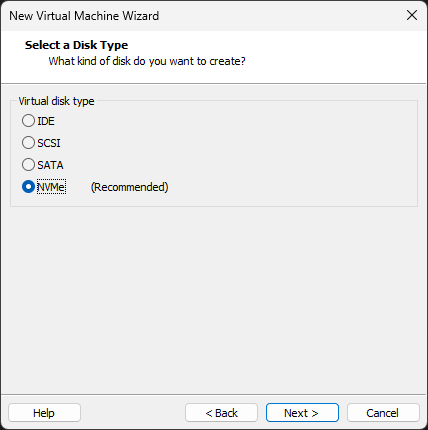 New Virtual Machine Wizard
Select a Disk Type
What kind of disk do you want to create?
Virtual disk type
IDE
SCSI
SATA
NVMe (Recommended)
Help < Back Next > Cancel